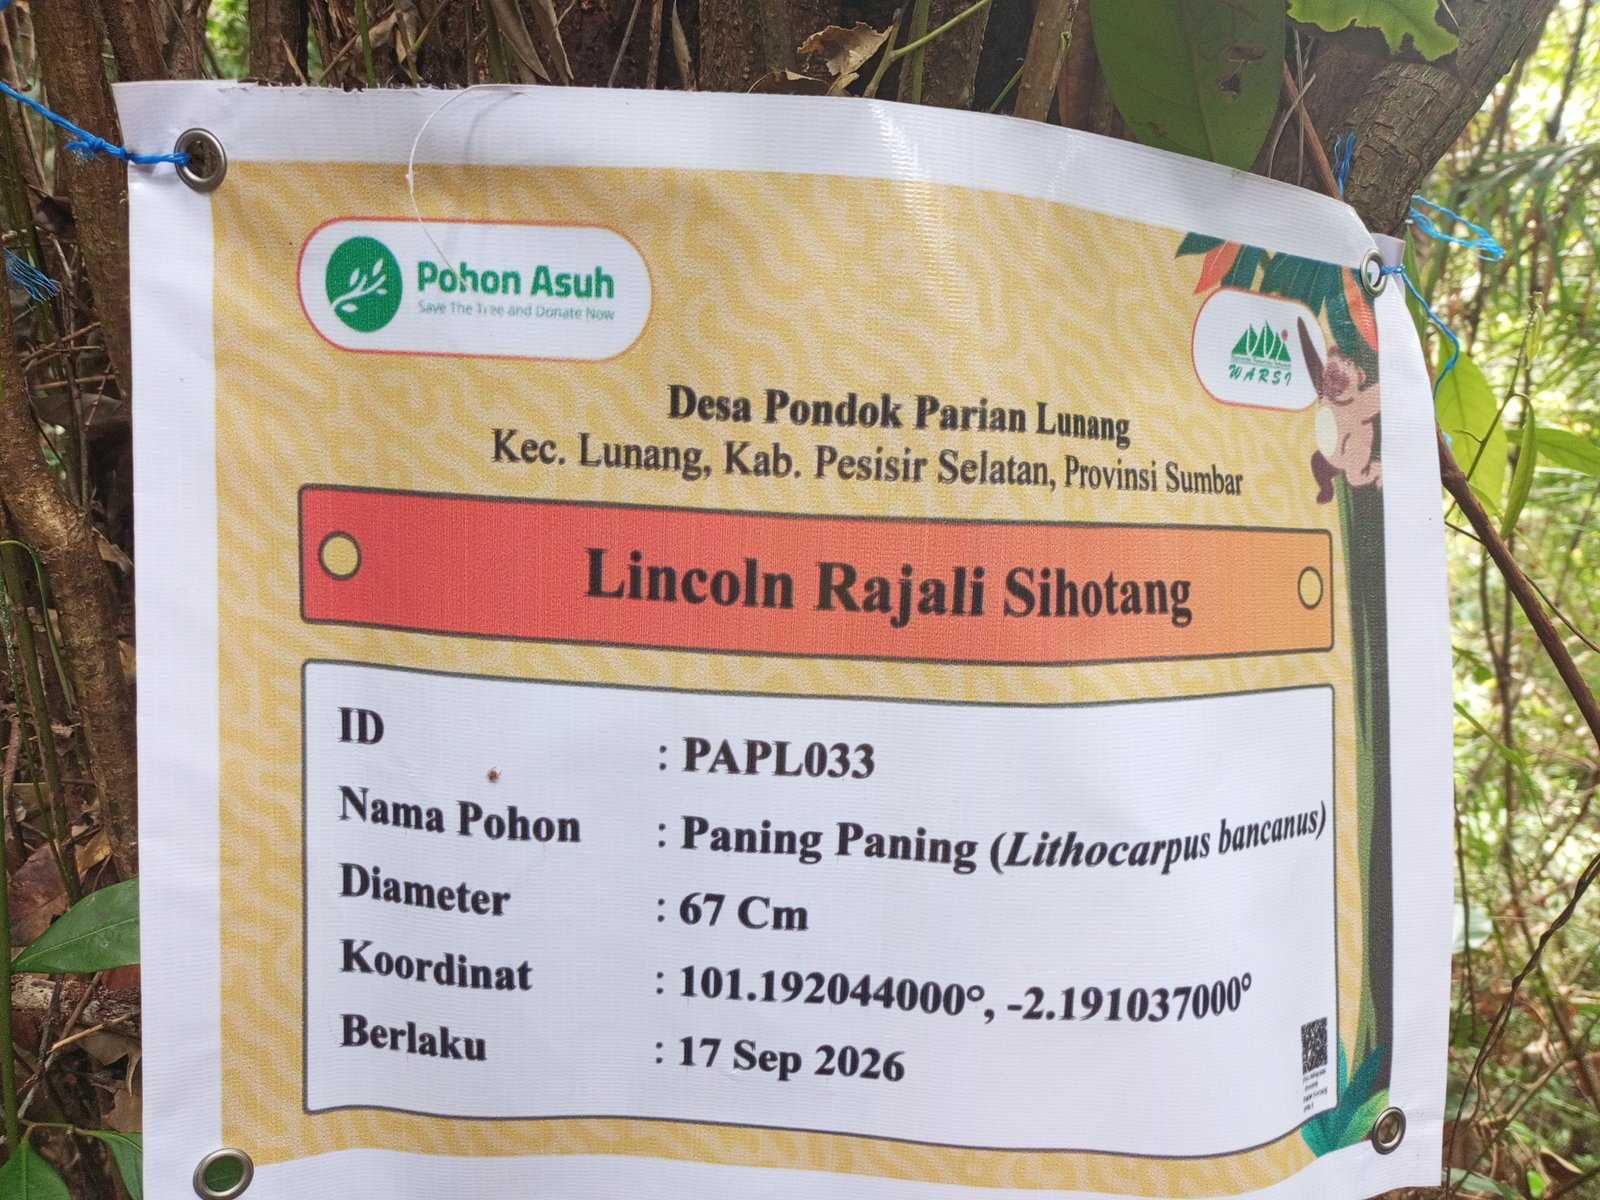 Pohon Asuh
Save The Tree and Donate Now
WARSI
Desa Pondok Parian Lunang
Kec. Lunang, Kab. Pesisir Selatan, Provinsi Sumbar
Lincoln Rajali Sihotang
ID : PAPL033
Nama Pohon : Paning Paning (Lithocarpus bancanus)
Diameter : 67 Cm
Koordinat : 101.192044000°, -2.191037000°
Berlaku : 17 Sep 2026